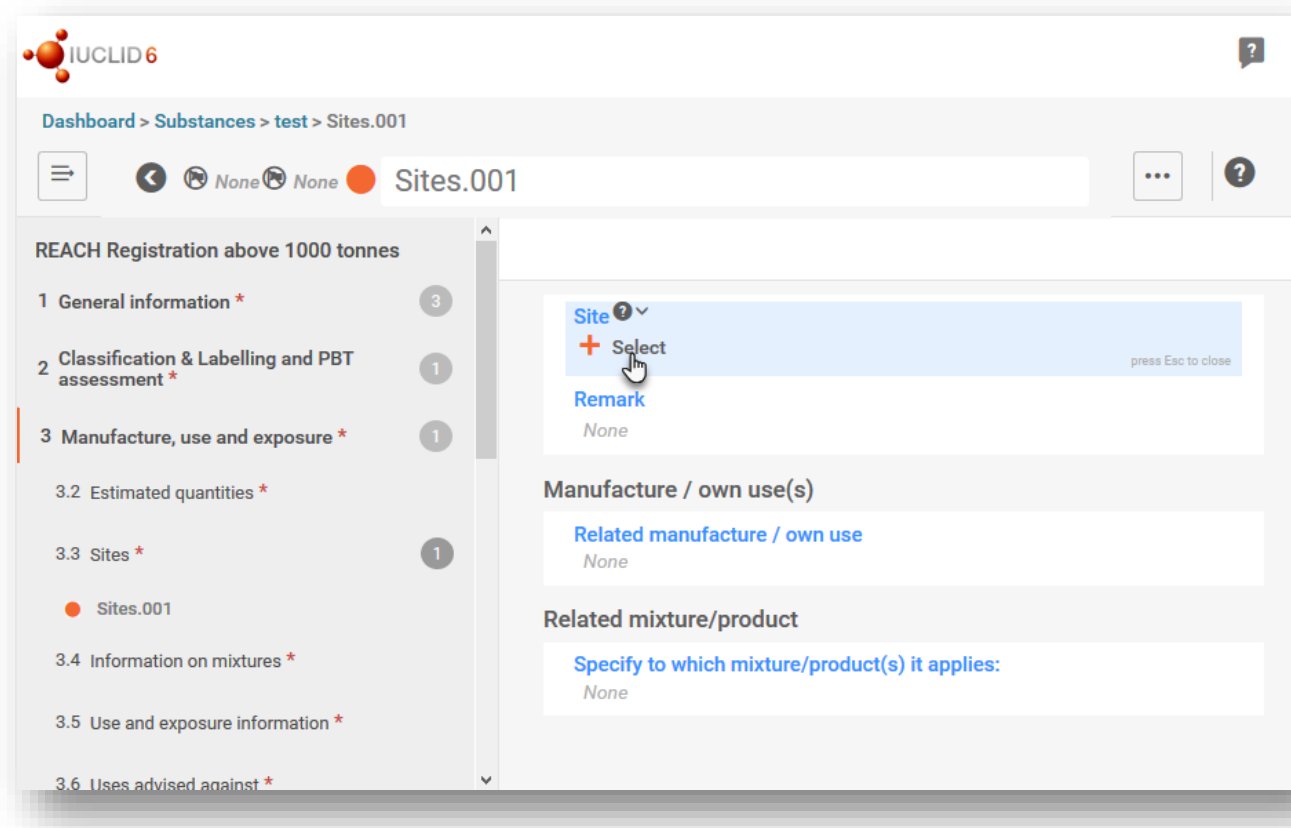 IUCLID 6
?
Dashboard > Substances > test > Sites.001
None None Sites.001 ... ?
REACH Registration above 1000 tonnes
1 General information * 3
2 Classification & Labelling and PBT
assessment * 1
3 Manufacture, use and exposure * 1
3.2 Estimated quantities *
3.3 Sites * 1
Sites.001
3.4 Information on mixtures *
3.5 Use and exposure information *
3.6 Uses advised against *
Site ?
+ Select
press Esc to close
Remark
None
Manufacture / own use(s)
Related manufacture / own use
None
Related mixture/product
Specify to which mixture/product(s) it applies:
None